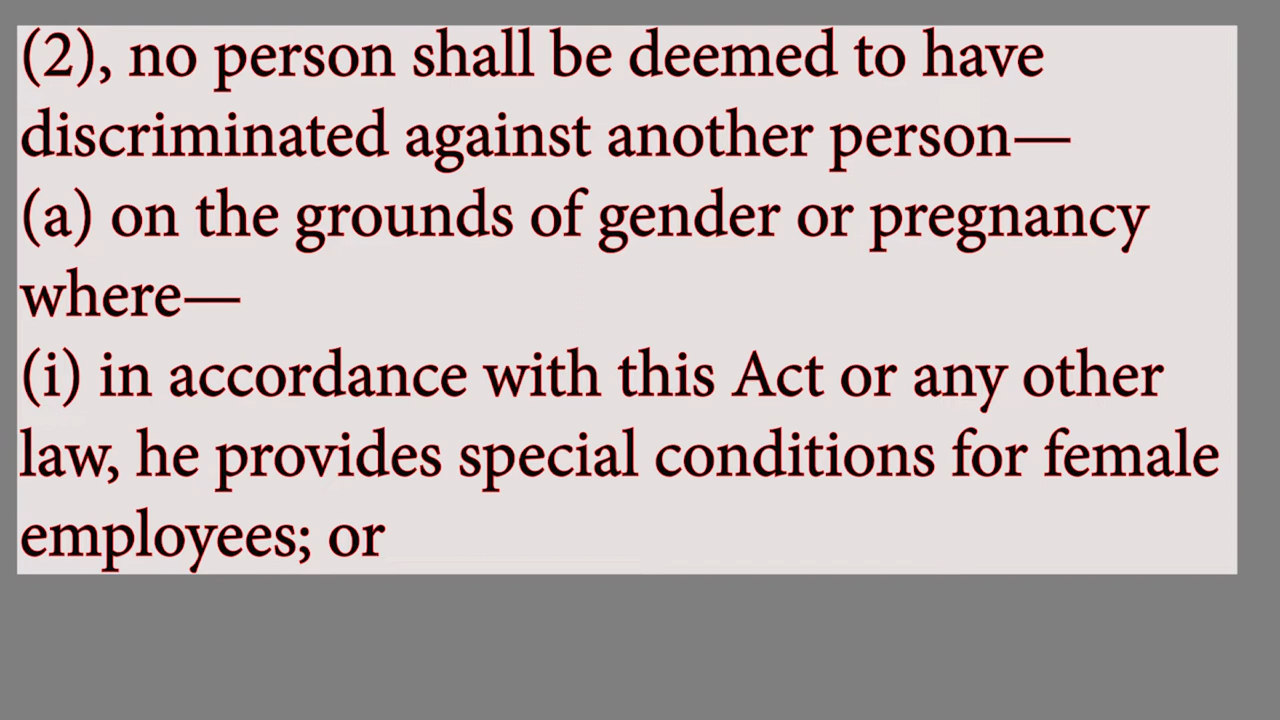 (2), no person shall be deemed to have
discriminated against another person—
(a) on the grounds of gender or pregnancy
where—
(i) in accordance with this Act or any other
law, he provides special conditions for female
employees; or